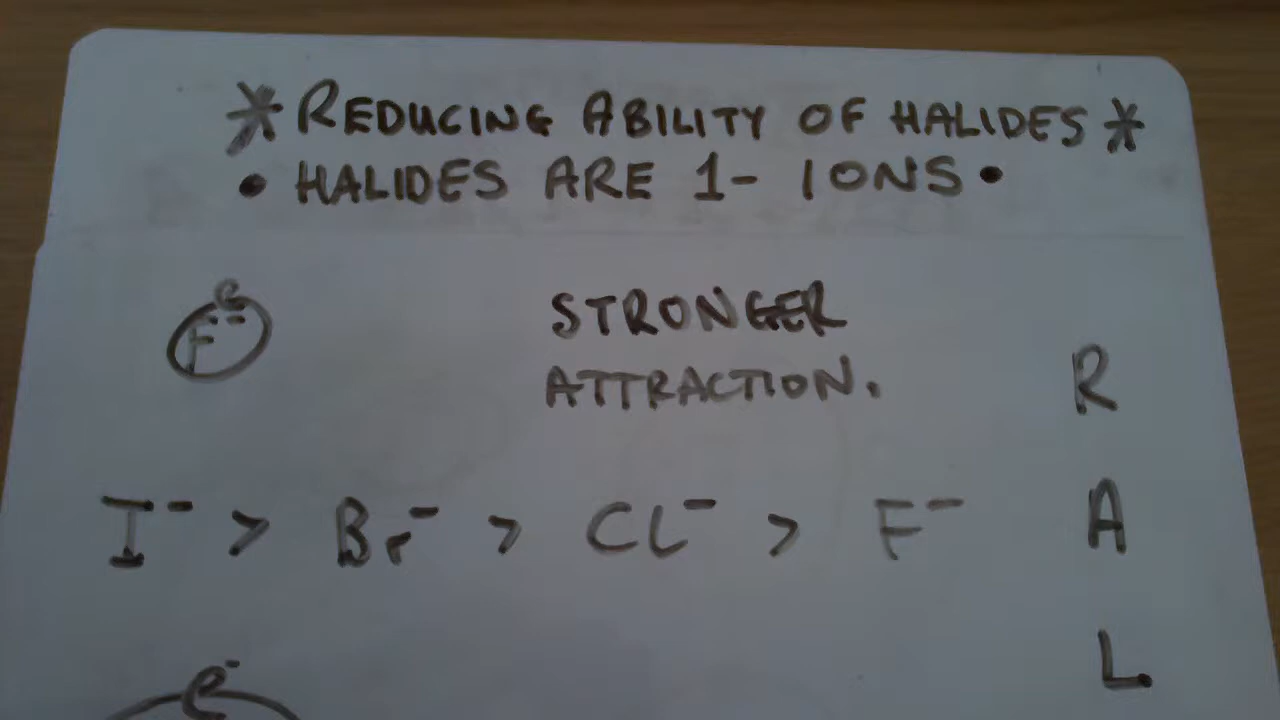 * REDUCING ABILITY OF HALIDES *
• HALIDES ARE 1- IONS •
e-
F-
STRONGER
ATTRACTION.
R
I- > Br- > Cl- > F-
A
L
e-